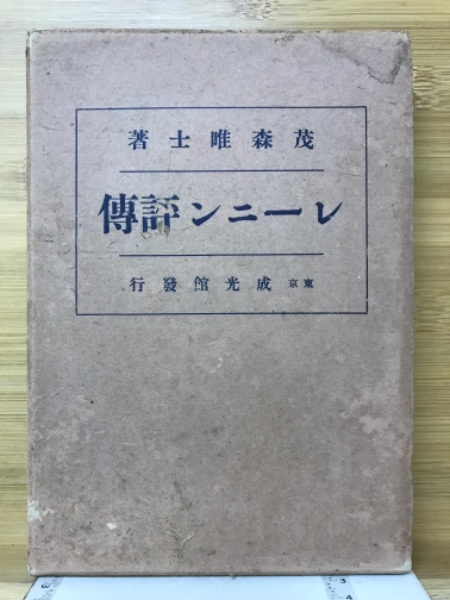 茂森唯士著
レーニン評傳
東京 成光館發行